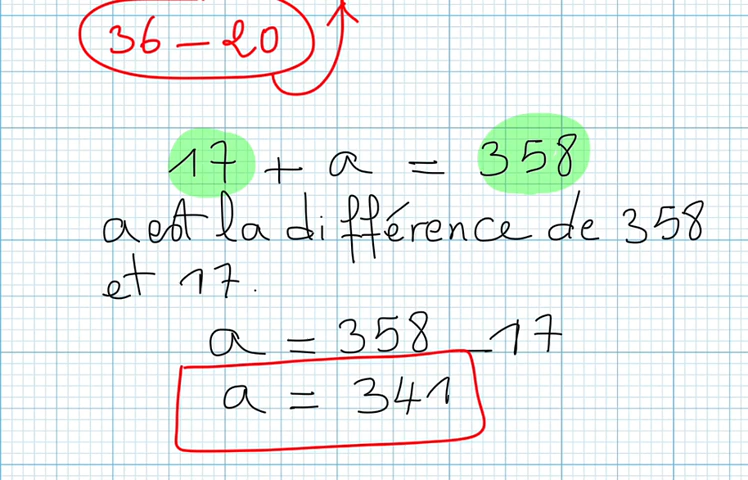 36 - 20
17 + a = 358
a est la différence de 358
et 17.
a = 358 - 17
a = 341